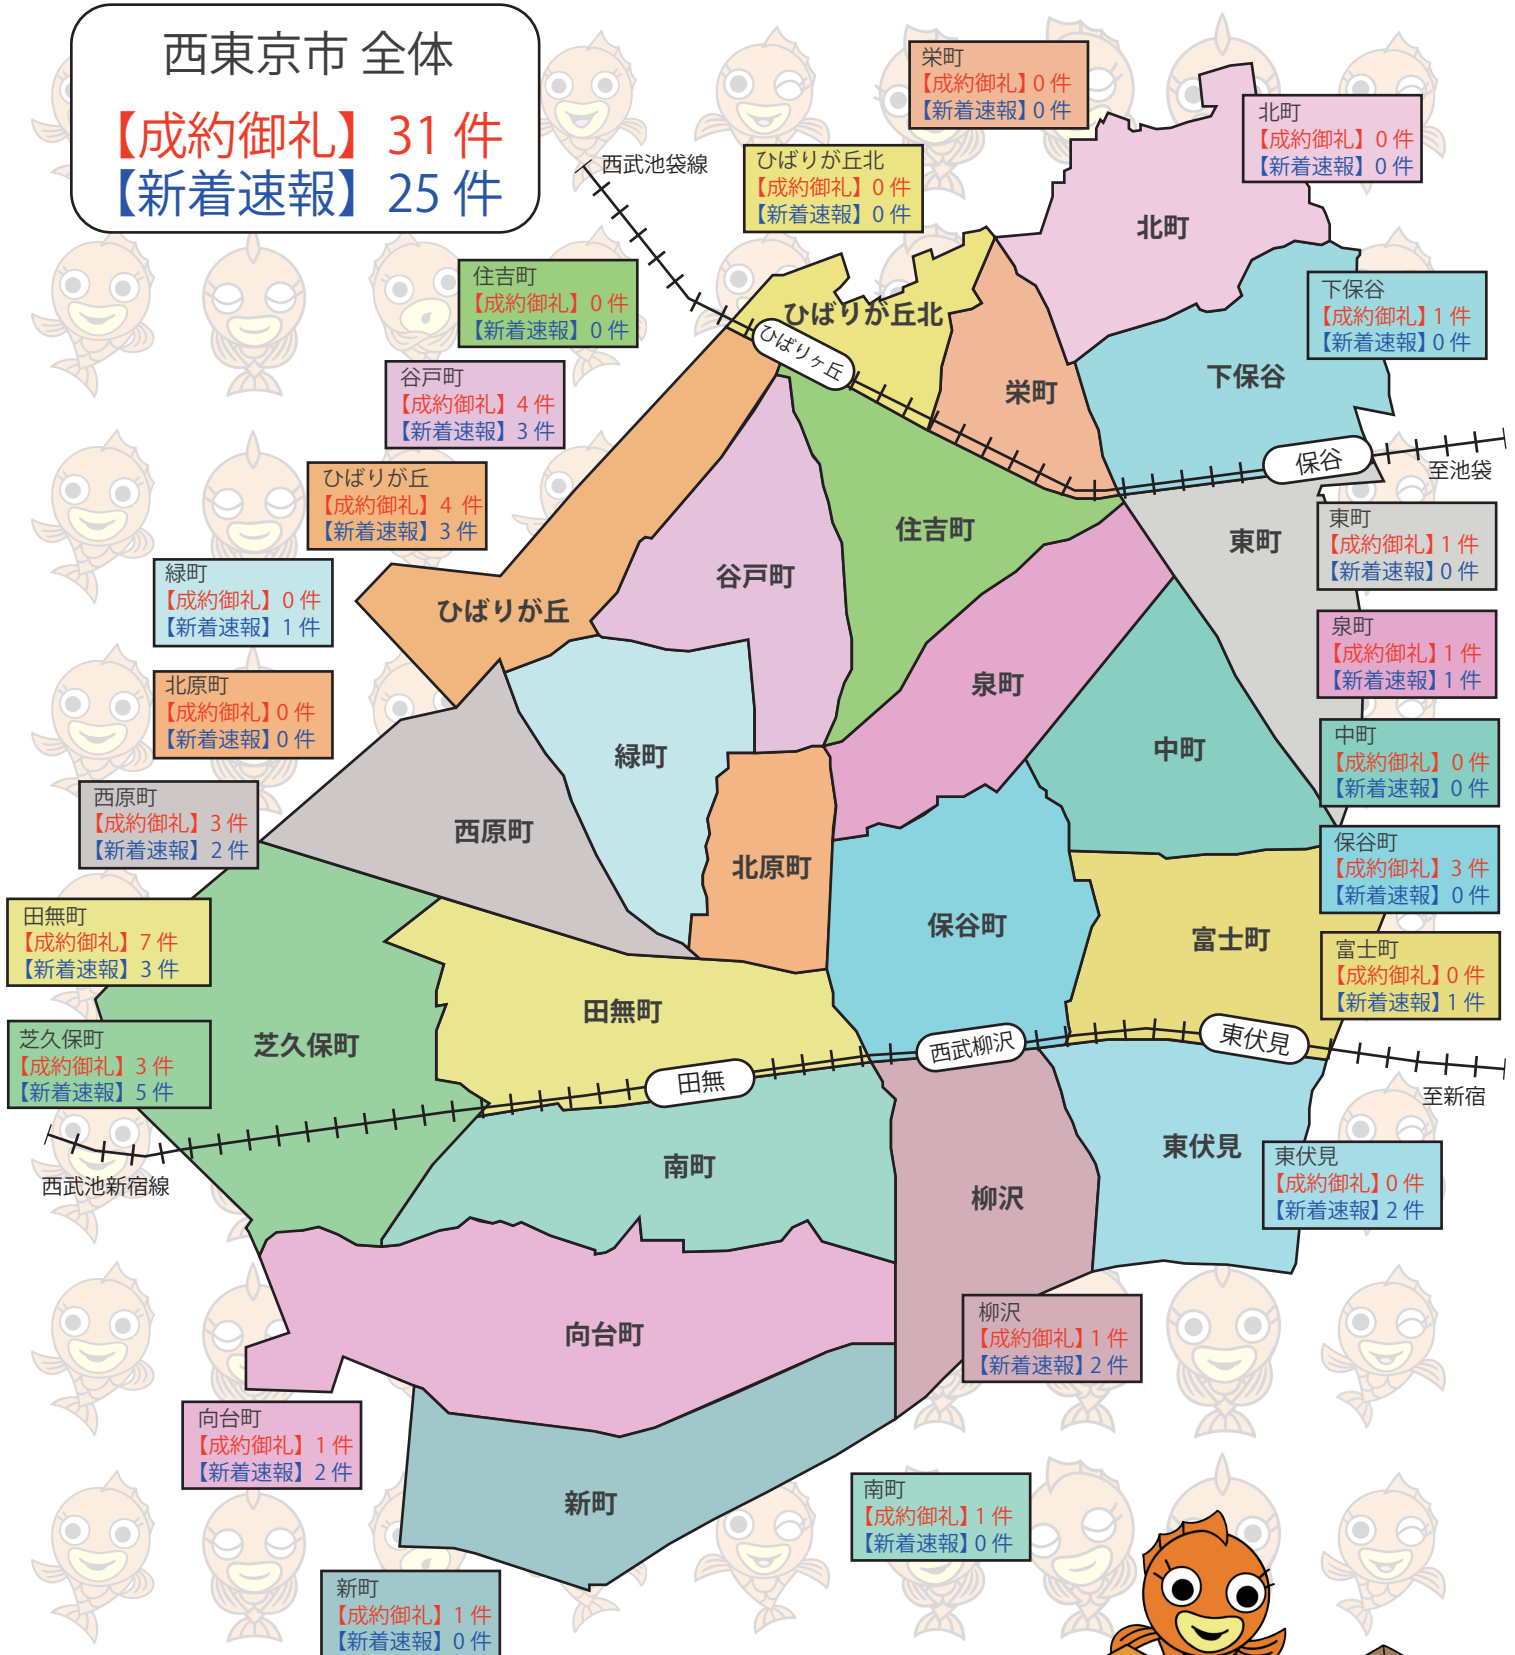 西東京市 全体
【成約御礼】31 件
【新着速報】25 件
栄町
【成約御礼】0 件
【新着速報】0 件
北町
【成約御礼】0 件
【新着速報】0 件
ひばりが丘北
【成約御礼】0 件
【新着速報】0 件
西武池袋線
北町
住吉町
【成約御礼】0 件
【新着速報】0 件
下保谷
【成約御礼】1 件
【新着速報】0 件
ひばりが丘北
ひばりヶ丘
谷戸町
【成約御礼】4 件
【新着速報】3 件
栄町
下保谷
ひばりが丘
【成約御礼】4 件
【新着速報】3 件
保谷
至池袋
住吉町
東町
東町
【成約御礼】1 件
【新着速報】0 件
緑町
【成約御礼】0 件
【新着速報】1 件
谷戸町
ひばりが丘
泉町
【成約御礼】1 件
【新着速報】1 件
北原町
【成約御礼】0 件
【新着速報】0 件
泉町
緑町
中町
中町
【成約御礼】0 件
【新着速報】0 件
西原町
【成約御礼】3 件
【新着速報】2 件
西原町
北原町
保谷町
【成約御礼】3 件
【新着速報】0 件
田無町
【成約御礼】7 件
【新着速報】3 件
保谷町
富士町
富士町
【成約御礼】0 件
【新着速報】1 件
田無町
芝久保町
芝久保町
【成約御礼】3 件
【新着速報】5 件
田無
西武柳沢
東伏見
至新宿
西武池新宿線
南町
柳沢
東伏見
東伏見
【成約御礼】0 件
【新着速報】2 件
向台町
柳沢
【成約御礼】1 件
【新着速報】2 件
向台町
【成約御礼】1 件
【新着速報】2 件
新町
南町
【成約御礼】1 件
【新着速報】0 件
新町
【成約御礼】1 件
【新着速報】0 件